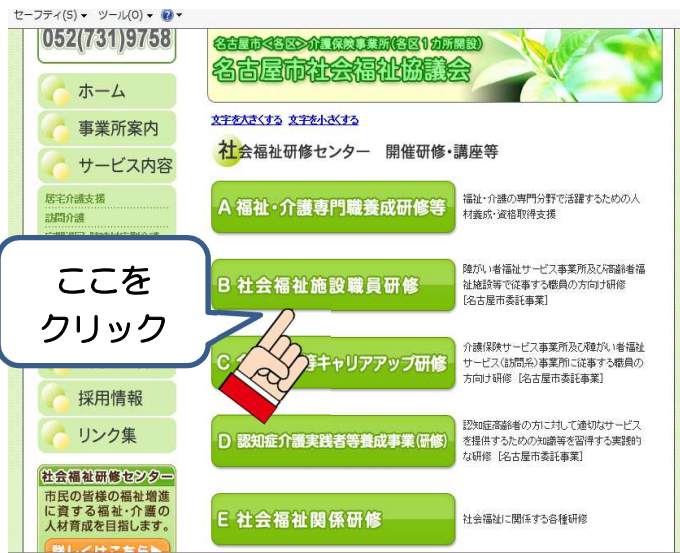 セーフティ(S) ツール(O)
052(731)9758
名古屋市<各区>介護保険事業所(各区1カ所開設)
名古屋市社会福祉協議会
ホーム
事業所案内
サービス内容
居宅介護支援
訪問介護
文字を大きくする 文字を小さくする
社会福祉研修センター 開催研修・講座等
A 福祉・介護専門職養成研修等
福祉・介護の専門分野で活躍するための人
材養成・資格取得支援
ここを
クリック
B 社会福祉施設職員研修
障がい者福祉サービス事業所及び高齢者福
祉施設等で従事する職員の方向け研修
[名古屋市委託事業]
C 等キャリアアップ研修
介護保険サービス事業所及び障がい者福祉
サービス(訪問系)事業所に従事する職員の
方向け研修 [名古屋市委託事業]
採用情報
リンク集
D 認知症介護実践者等養成事業(研修)
認知症高齢者の方に対して適切なサービス
を提供するための知識等を習得する実践的
な研修 [名古屋市委託事業]
社会福祉研修センター
市民の皆様の福祉増進
に資する福祉・介護の
人材育成を目指します。
詳しくはこちら
E 社会福祉関係研修
社会福祉に関係する各種研修